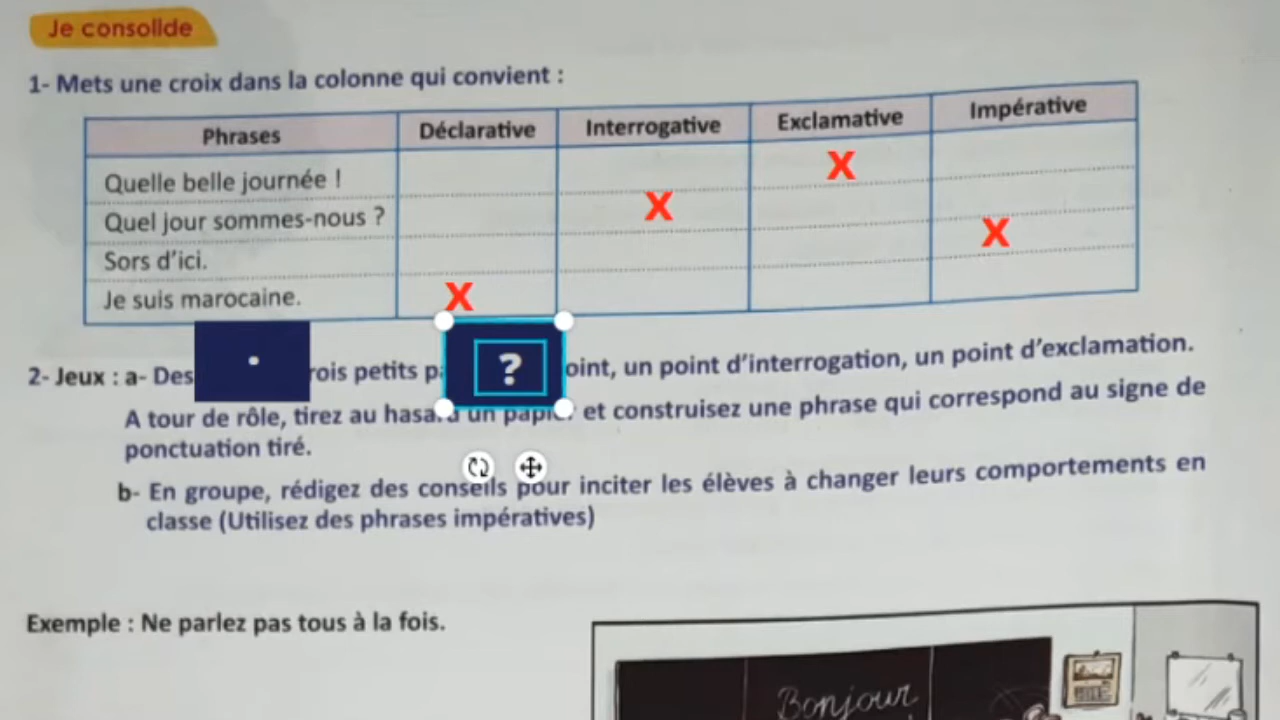 Je consolide
1- Mets une croix dans la colonne qui convient :
Phrases Déclarative Interrogative Exclamative Impérative
Quelle belle journée ! X
Quel jour sommes-nous ? X
Sors d'ici. X
Je suis marocaine. X
2- Jeux : a- Des . rois petits ? oint, un point d'interrogation, un point d'exclamation.
A tour de rôle, tirez au et construisez une phrase qui correspond au signe de
ponctuation tiré.
b- En groupe, rédigez des conseils pour inciter les élèves à changer leurs comportements en
classe (Utilisez des phrases impératives)
Exemple : Ne parlez pas tous à la fois.
Bonjour